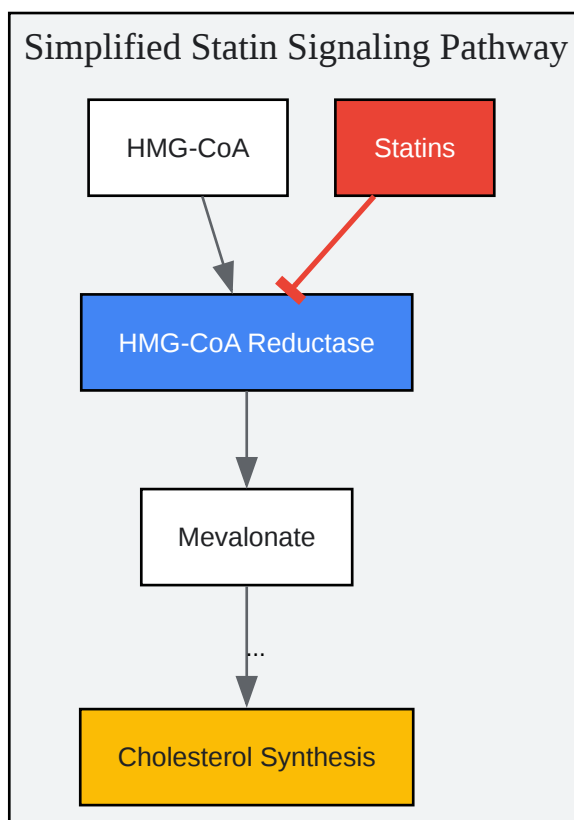 Simplified Statin Signaling Pathway
HMG-CoA
Statins
HMG-CoA Reductase
Mevalonate
...
Cholesterol Synthesis